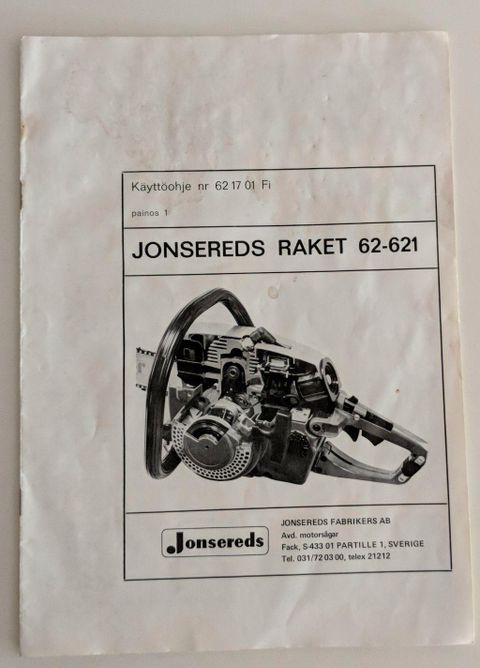 Käyttöohje nr 62 17 01 Fi
painos 1
JONSEREDS RAKET 62-621
Jonsereds
JONSEREDS FABRIKERS AB
Avd. motorsågar
Fack, S-433 01 PARTILLE 1, SVERIGE
Tel. 031/72 03 00, telex 21212